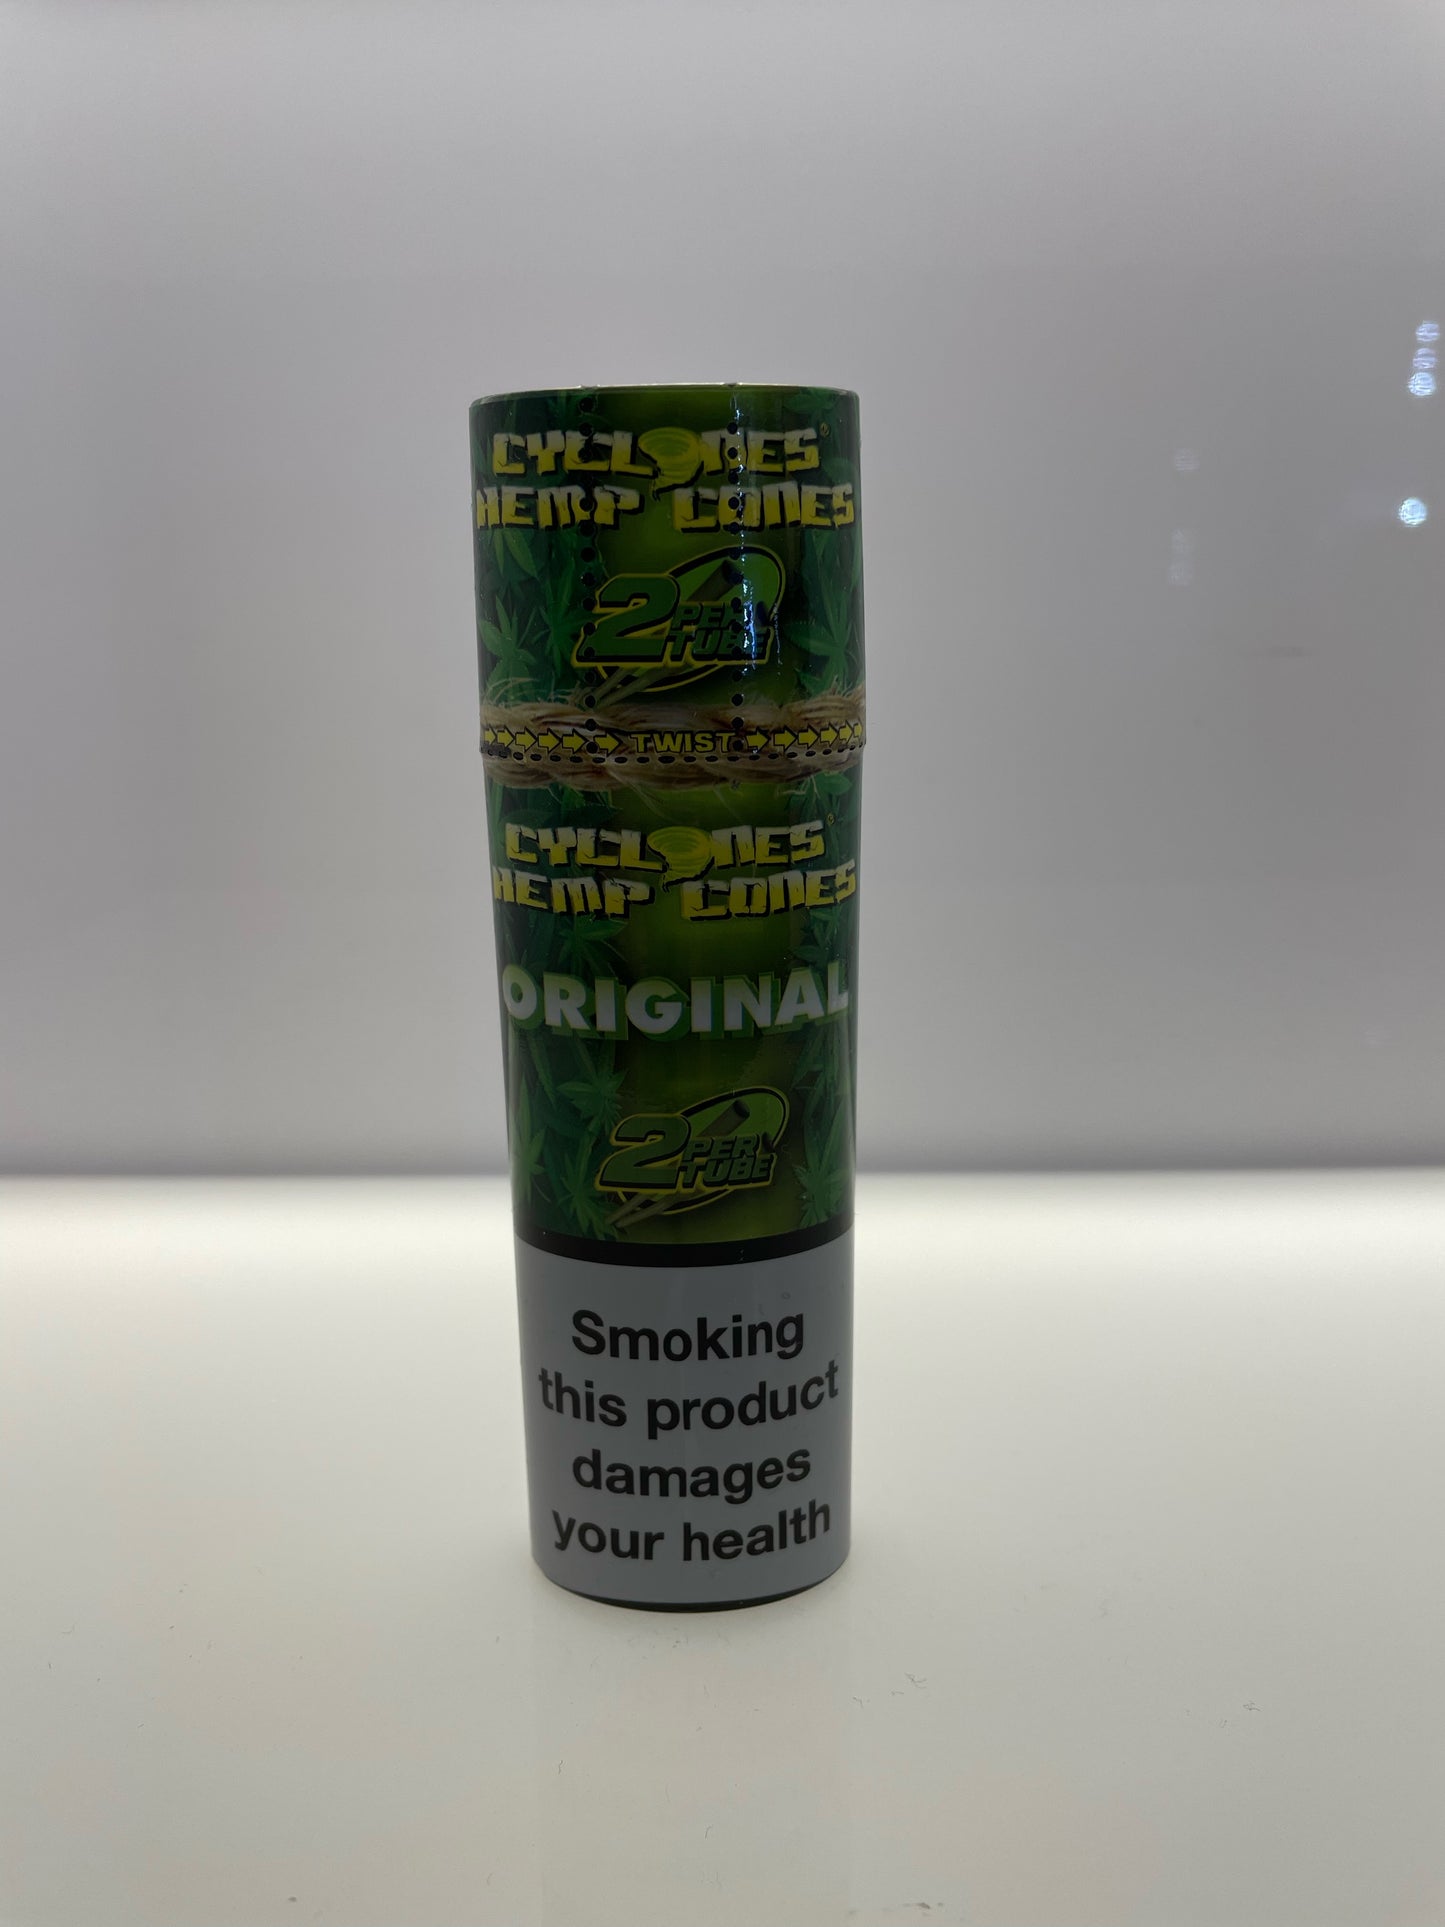 CYCLONES®
HEMP CONES
2 PER
TUBE
TWIST
CYCLONES®
HEMP CONES
ORIGINAL
2 PER
TUBE
Smoking
this product
damages
your health